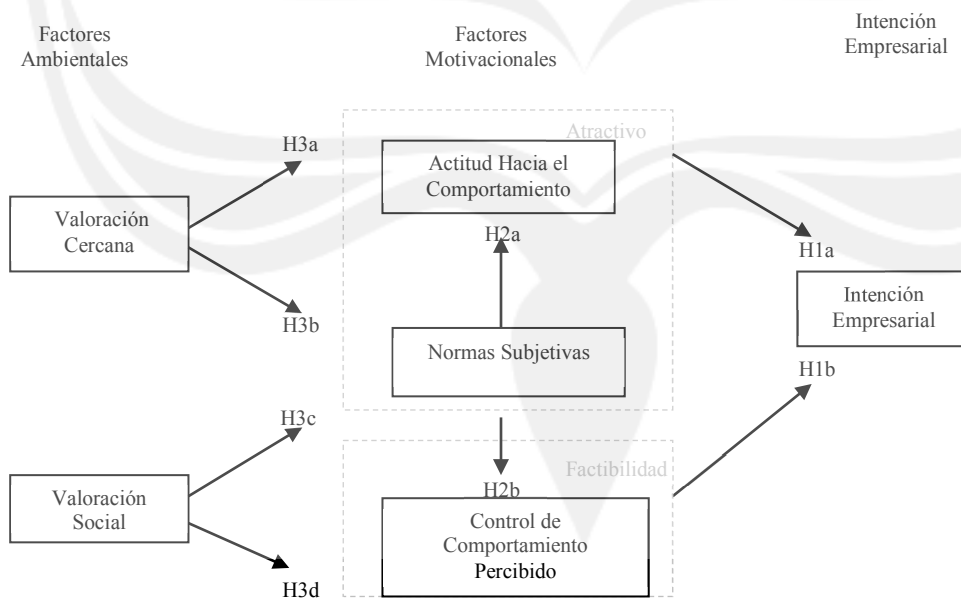 Factores
Ambientales
Factores
Motivacionales
Intención
Empresarial
Atractivo
H3a
Actitud Hacia el
Comportamiento
Valoración
Cercana
H2a
H1a
H3b
Intención
Empresarial
Normas Subjetivas
H1b
H3c
Factibilidad
H2b
Valoración
Social
Control de
Comportamiento
Percibido
H3d